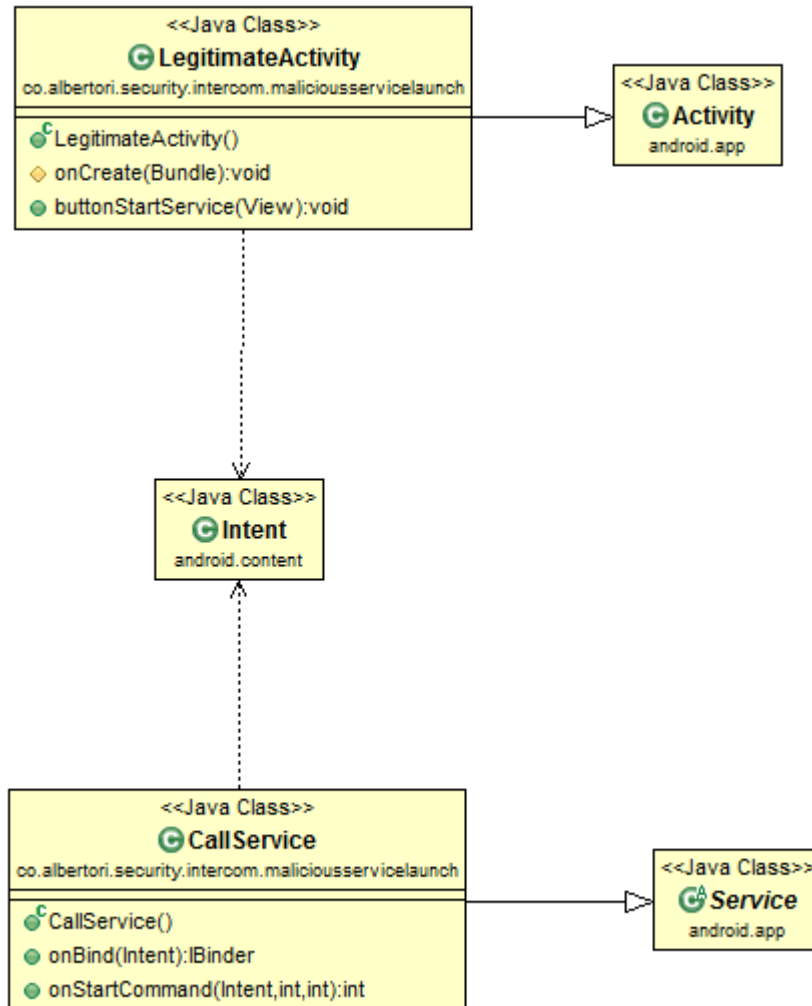 <<Java Class>>
LegitimateActivity
co.albertori.security.intercom.maliciousservicelaunch
LegitimateActivity()
onCreate(Bundle):void
buttonStartService(View):void
<<Java Class>>
Activity
android.app
<<Java Class>>
Intent
android.content
<<Java Class>>
CallService
co.albertori.security.intercom.maliciousservicelaunch
CallService()
onBind(Intent):IBinder
onStartCommand(Intent,int,int):int
<<Java Class>>
Service
android.app